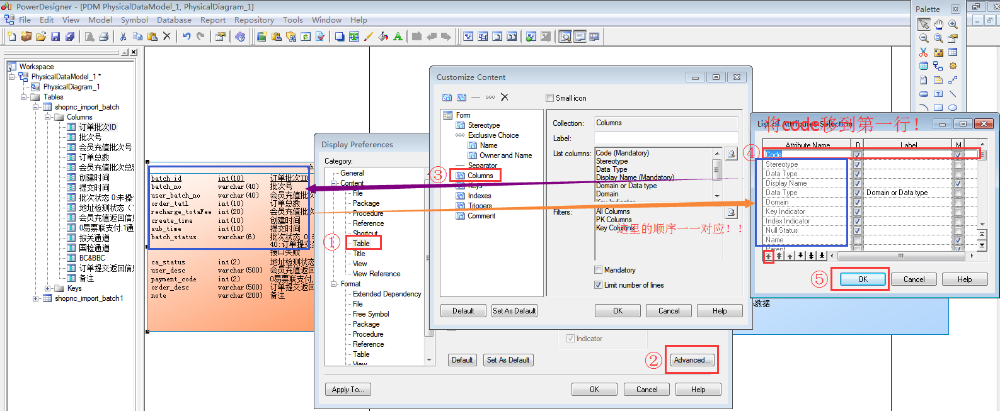 PowerDesigner - [PDM PhysicalDataModel_1, PhysicalDiagram_1]
File Edit View Model Symbol Database Report Repository Tools Window Help
Palette
Workspace
PhysicalDataModel_1 *
PhysicalDiagram_1
Tables
shopnc_import_batch
Columns
订单批次ID
批次号
会员充值批次号
订单总数
会员充值批次总
创建时间
提交时间
批次状态 0:未操
地址检测状态（
会员充值返回信
0易票联支付,1通
报关通道
国检通道
BC&BBC
订单提交返回信
备注
Keys
shopnc_import_batch1
sh
batch_id int(10) 订单批次ID
batch_no varchar(40) 批次号
user_batch_no varchar(40) 会员充值批次
order_tatl int(10) 订单总数
recharge_totaFee int(20) 会员充值批次
create_time int(10) 创建时间
sub_time int(10) 提交时间
batch_status varchar(6) 批次状态 0:未
40:订单提交
接口失败
ca_status int(2) 地址检测状态
user_desc varchar(500) 会员充值返回
payment_code int(2) 0易票联支付,
order_desc varchar(500) 订单提交返回
note varchar(200) 备注
Display Preferences
Category:
General
Content
File
Package
Procedure
Reference
Shortcut
① Table
Title
View
View Reference
Format
Extended Dependency
File
Free Symbol
Package
Procedure
Reference
Table
View
Default Set As Default
Indicator
② Advanced...
Apply To... OK Cancel Help
Customize Content
Small icon
Form
Stereotype
Exclusive Choice
Name
Owner and Name
Separator
③ Columns
Keys
Indexes
Triggers
Comment
Collection: Columns
Label:
List columns: Code (Mandatory)
Stereotype
Data Type
Display Name (Mandatory)
Domain or Data type
Domain
Key Indicator
Filters: All Columns
PK Columns
Key Columns
这里的顺序一一对应！！
Mandatory
Limit number of lines
Default Set As Default OK Cancel Help
List of Attributes Selection
将code移到第一行！
Attribute Name D Label M
④ Code
Stereotype
Data Type
Display Name
Data Type Domain or Data type
Domain
Key Indicator
Index Indicator
Null Status
Name
Parent
⑤ OK Cancel Help
数据